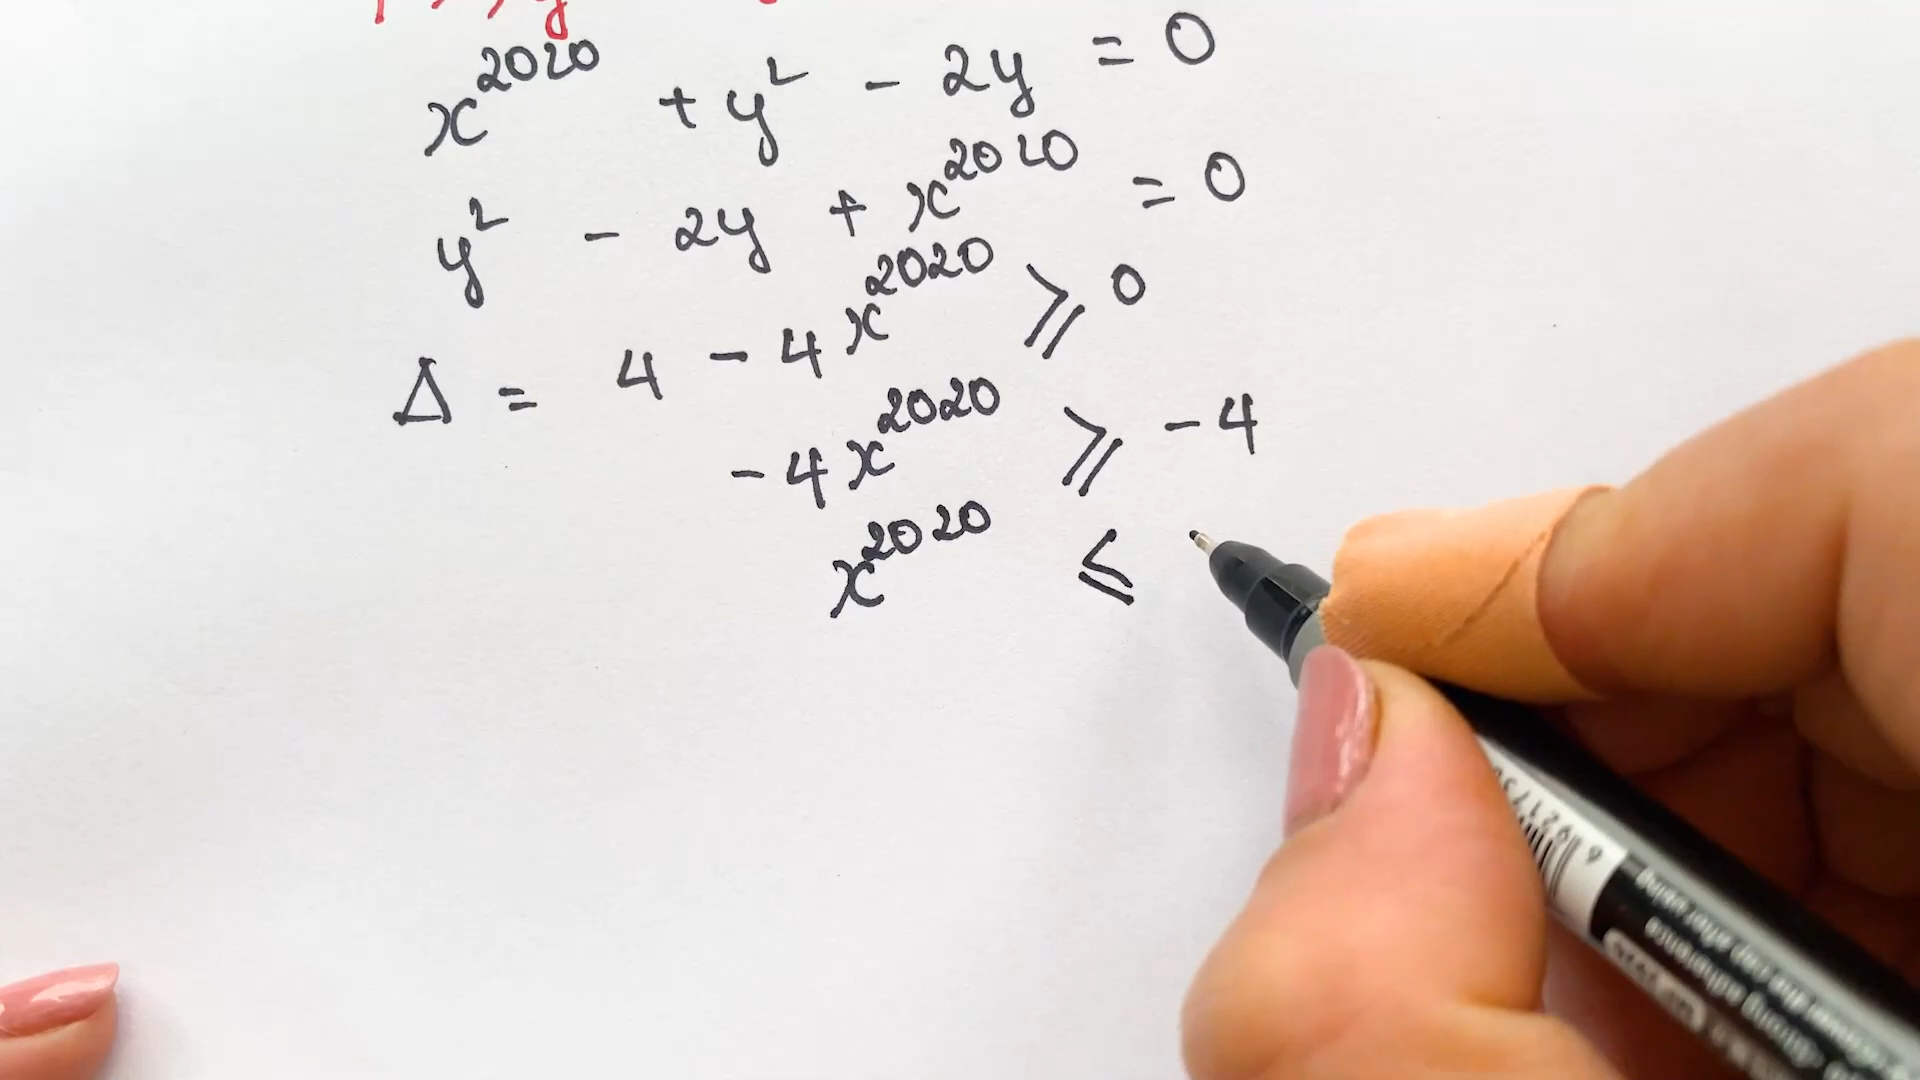 x^2020 + y^2 - 2y = 0
y^2 - 2y + x^2020 = 0
Δ = 4 - 4x^2020 ⩾ 0
-4x^2020 ⩾ -4
x^2020 ≤